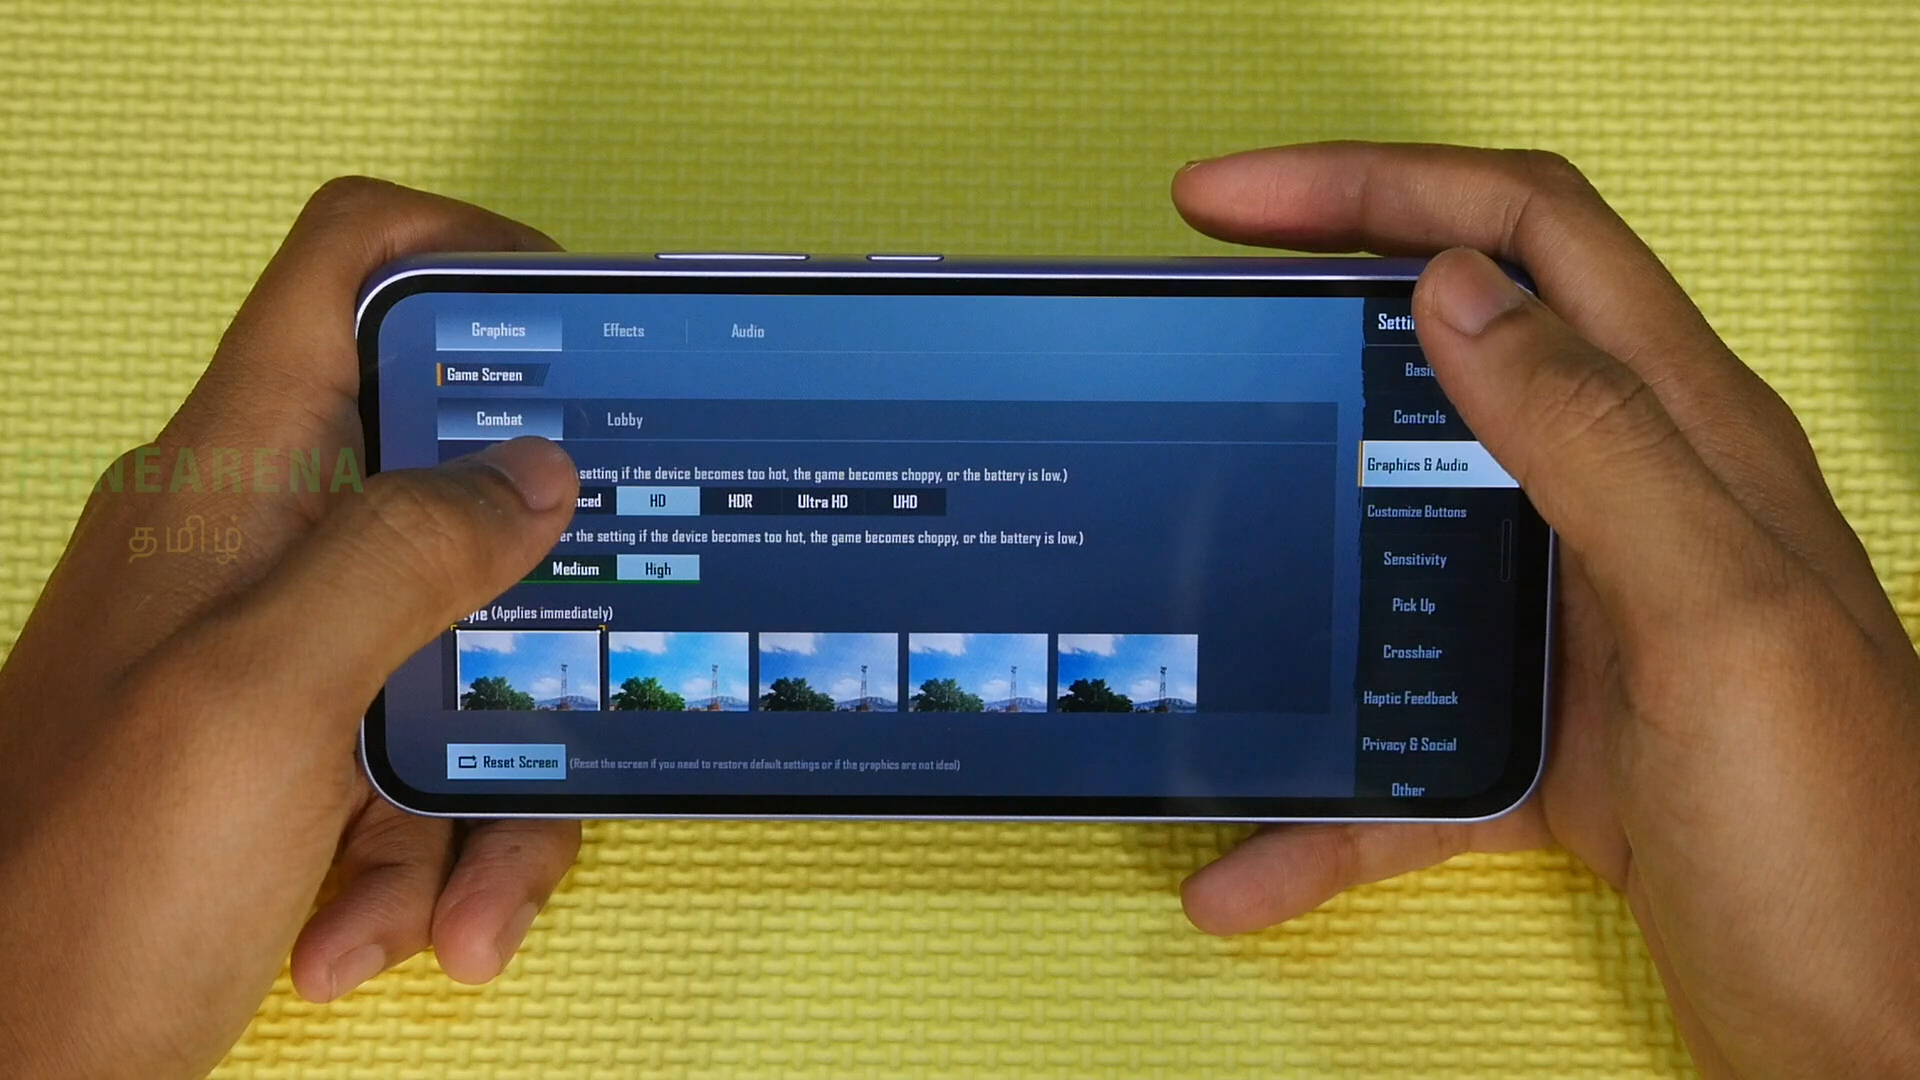 Graphics
Effects
Audio
Game Screen
Combat
Lobby
setting if the device becomes too hot, the game becomes choppy, or the battery is low.)
HD
HDR
Ultra HD
UHD
the setting if the device becomes too hot, the game becomes choppy, or the battery is low.)
Medium
High
(Applies immediately)
Reset Screen
(Reset the screen if you need to restore default settings or if the graphics are not ideal)
Controls
Graphics & Audio
Customize Buttons
Sensitivity
Pick Up
Crosshair
Haptic Feedback
Privacy & Social
Other
தமிழ்